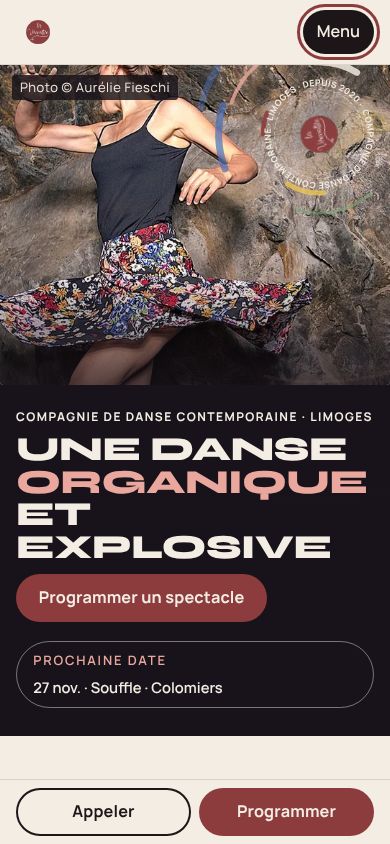 Menu
Photo © Aurélie Fieschi
COMPAGNIE DE DANSE CONTEMPORAINE · LIMOGES · DEPUIS 2020 ·
COMPAGNIE DE DANSE CONTEMPORAINE · LIMOGES
UNE DANSE
ORGANIQUE
ET
EXPLOSIVE
Programmer un spectacle
PROCHAINE DATE
27 nov. · Souffle · Colomiers
Appeler
Programmer